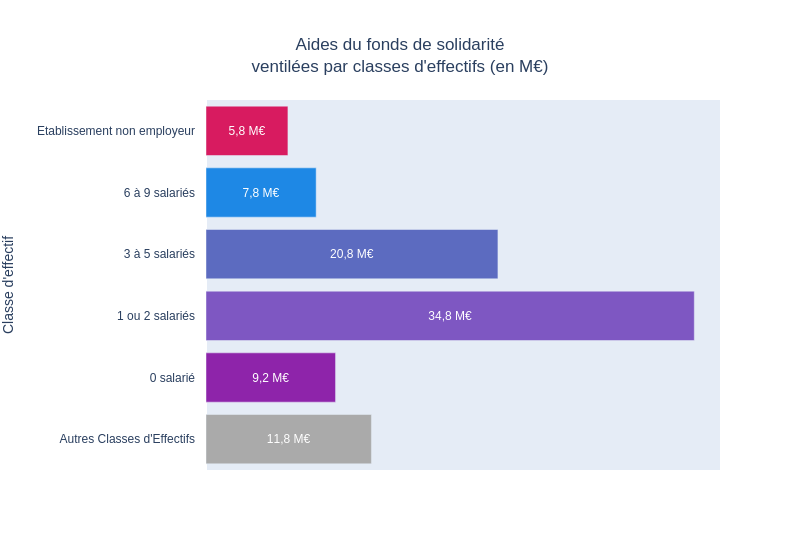 Aides du fonds de solidarité
ventilées par classes d'effectifs (en M€)
Classe d'effectif
Etablissement non employeur
5,8 M€
6 à 9 salariés
7,8 M€
3 à 5 salariés
20,8 M€
1 ou 2 salariés
34,8 M€
0 salarié
9,2 M€
Autres Classes d'Effectifs
11,8 M€